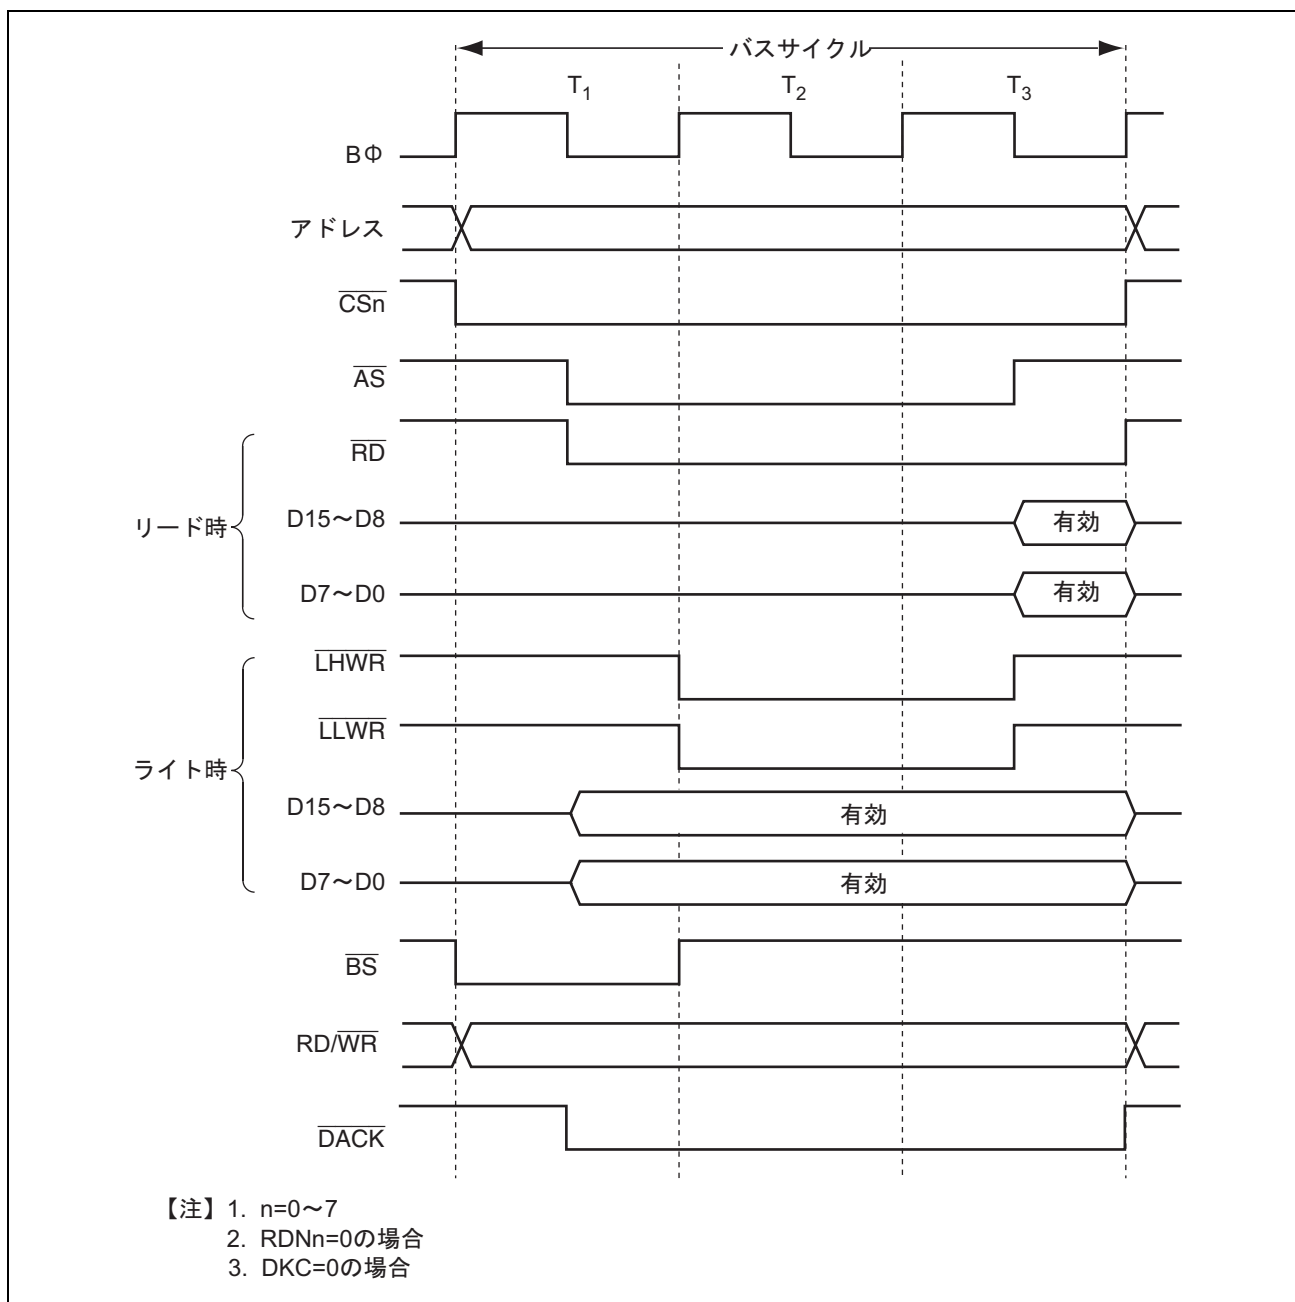 バスサイクル
T1 T2 T3
BΦ
アドレス
CSn
AS
RD
リード時
D15～D8 有効
D7～D0 有効
LHWR
LLWR
ライト時
D15～D8 有効
D7～D0 有効
BS
RD/WR
DACK
【注】1. n=0～7
2. RDNn=0の場合
3. DKC=0の場合